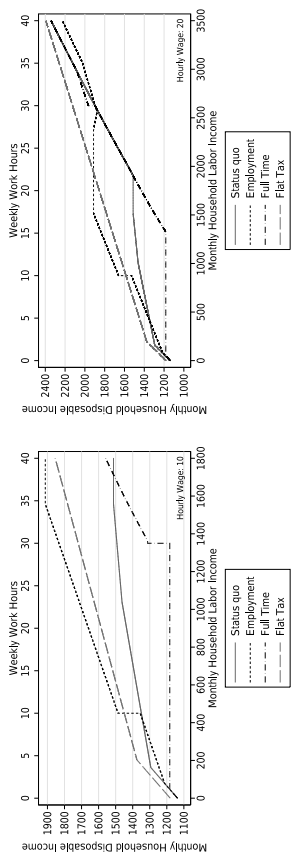 Weekly Work Hours
0 5 10 15 20 25 30 35 40
Monthly Household Disposable Income
1900
1800
1700
1600
1500
1400
1300
1200
1100
Hourly Wage: 10
0 200 400 600 800 1000 1200 1400 1600 1800
Monthly Household Labor Income
Status quo
Employment
Full Time
Flat Tax
Weekly Work Hours
0 5 10 15 20 25 30 35 40
Monthly Household Disposable Income
2400
2200
2000
1800
1600
1400
1200
1000
Hourly Wage: 20
0 500 1000 1500 2000 2500 3000 3500
Monthly Household Labor Income
Status quo
Employment
Full Time
Flat Tax